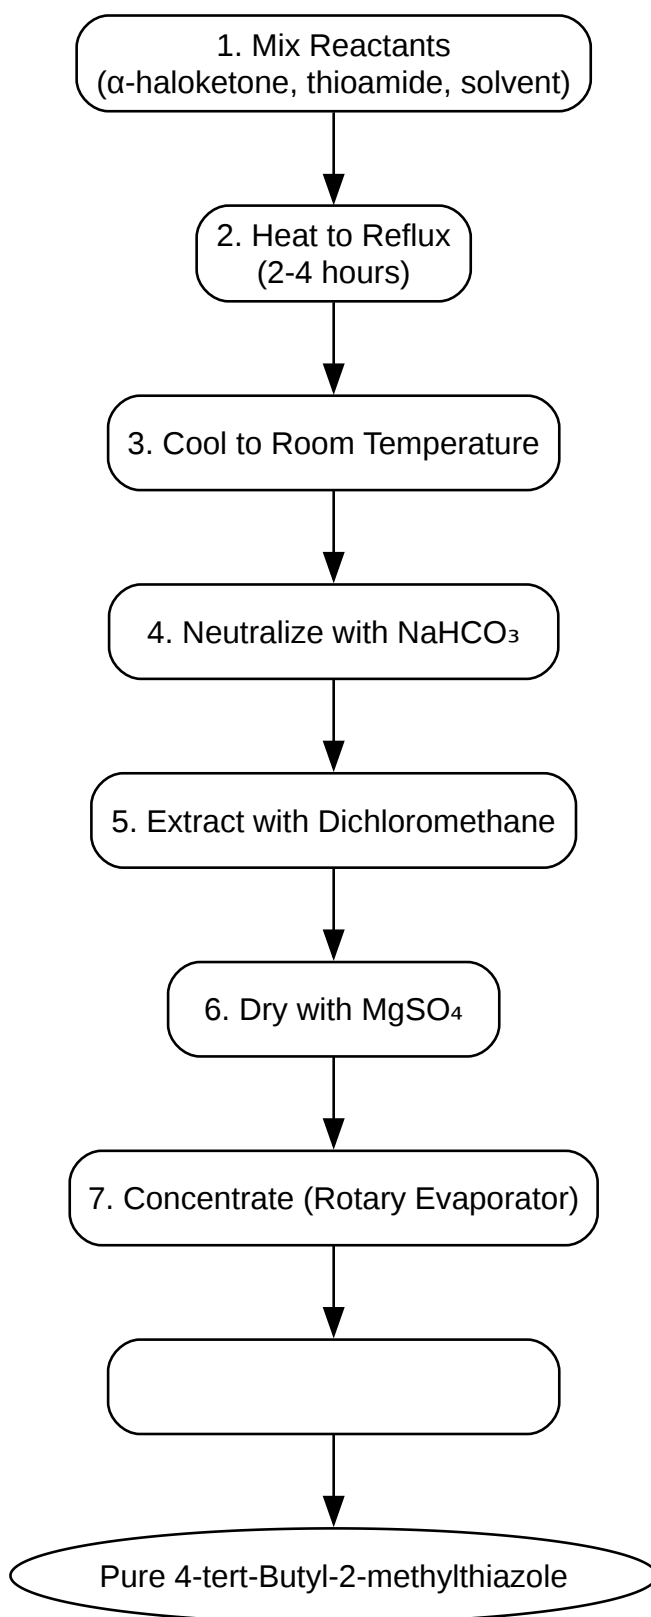 1. Mix Reactants
(α-haloketone, thioamide, solvent)
2. Heat to Reflux
(2-4 hours)
3. Cool to Room Temperature
4. Neutralize with NaHCO₃
5. Extract with Dichloromethane
6. Dry with MgSO₄
7. Concentrate (Rotary Evaporator)
Pure 4-tert-Butyl-2-methylthiazole